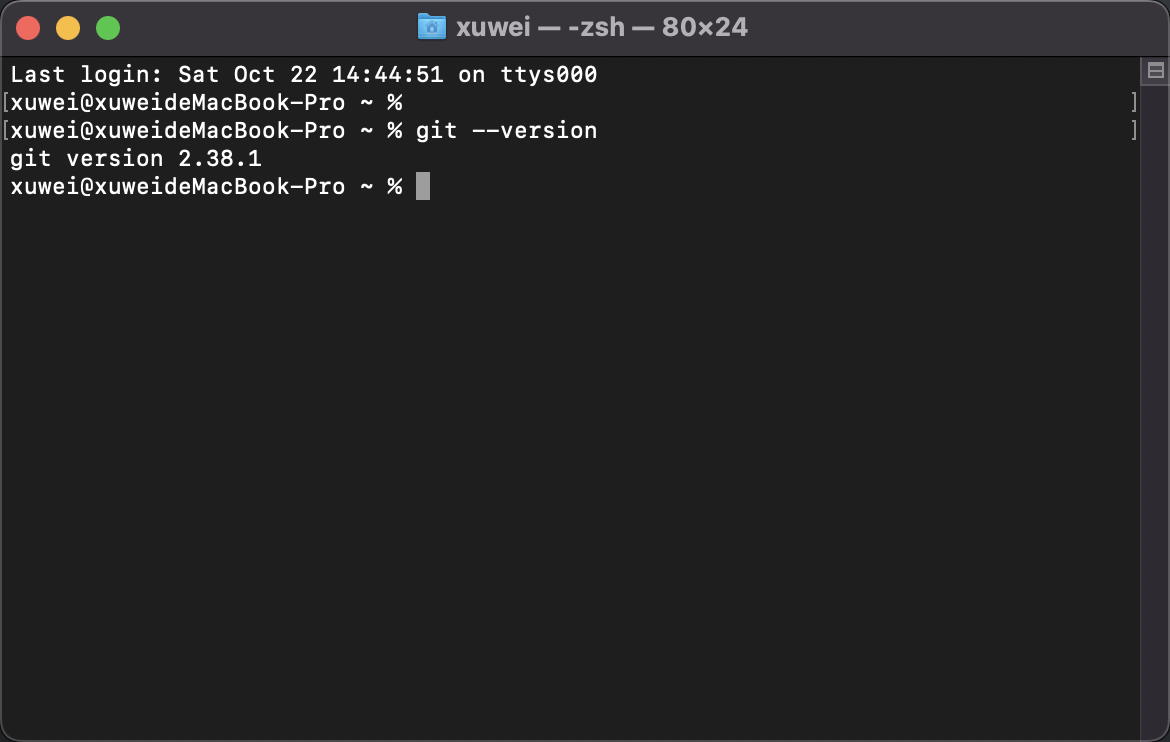 xuwei — -zsh — 80×24
Last login: Sat Oct 22 14:44:51 on ttys000
[xuwei@xuweideMacBook-Pro ~ % ]
[xuwei@xuweideMacBook-Pro ~ % git --version ]
git version 2.38.1
xuwei@xuweideMacBook-Pro ~ %